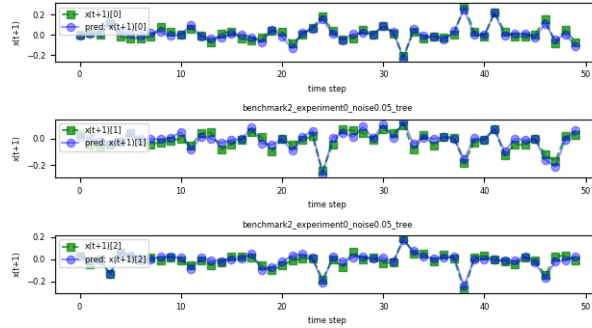 0.2
0.0
−0.2
x(t+1)
x(t+1)[0]
pred: x(t+1)[0]
0 10 20 30 40 50
time step
benchmark2_experiment0_noise0.05_tree
0.0
−0.2
x(t+1)
x(t+1)[1]
pred: x(t+1)[1]
0 10 20 30 40 50
time step
benchmark2_experiment0_noise0.05_tree
0.2
0.0
−0.2
x(t+1)
x(t+1)[2]
pred: x(t+1)[2]
0 10 20 30 40 50
time step